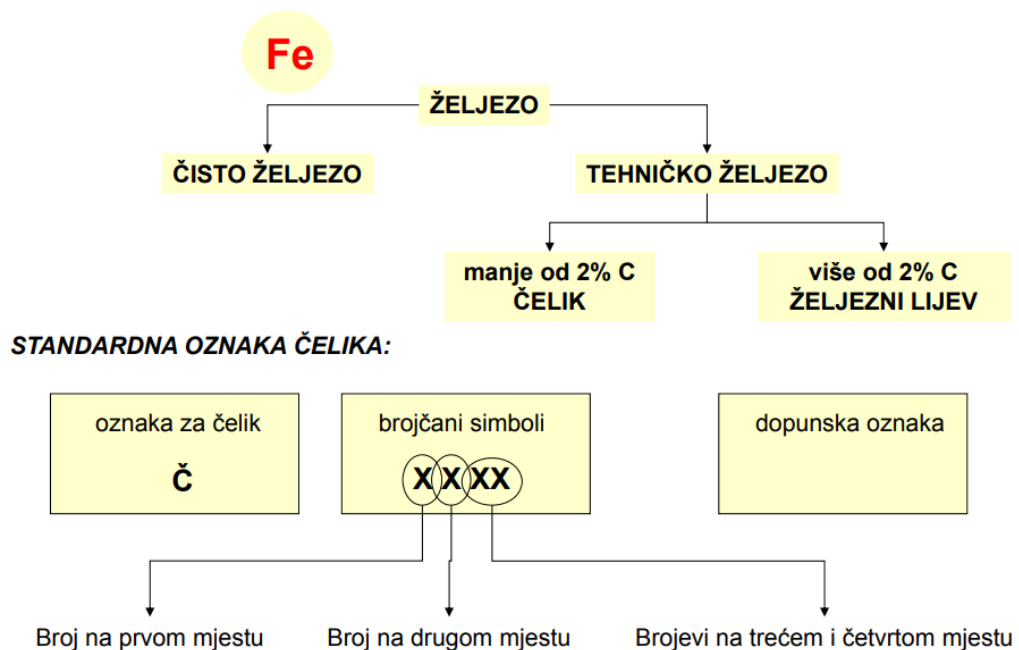 Fe
ŽELJEZO
ČISTO ŽELJEZO
TEHNIČKO ŽELJEZO
manje od 2% C
ČELIK
više od 2% C
ŽELJEZNI LIJEV
STANDARDNA OZNAKA ČELIKA:
oznaka za čelik
Č
brojčani simboli
X X XX
dopunska oznaka
Broj na prvom mjestu
Broj na drugom mjestu
Brojevi na trećem i četvrtom mjestu